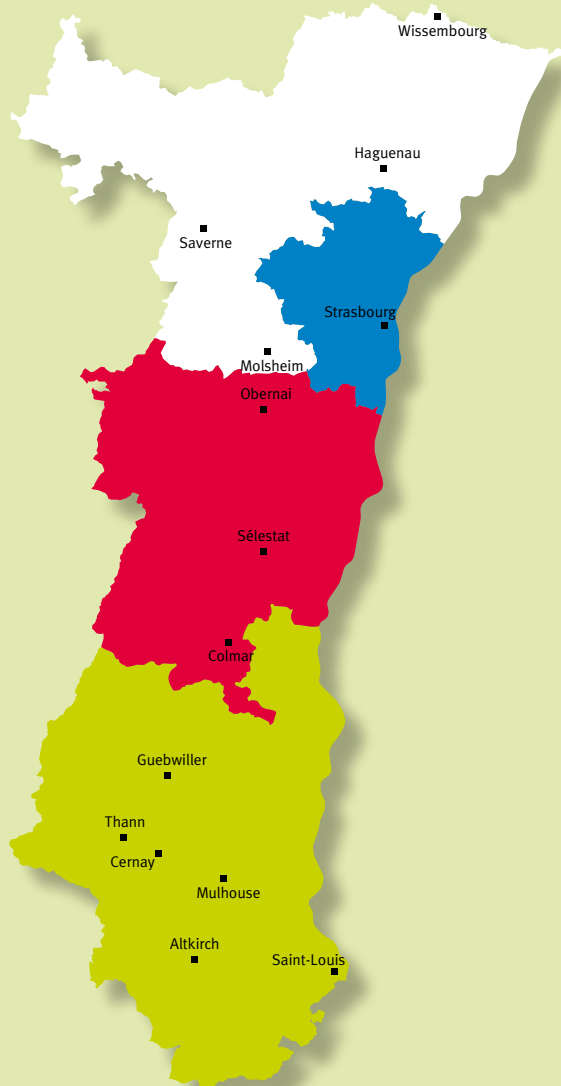 Wissembourg
Haguenau
Saverne
Strasbourg
Molsheim
Obernai
Sélestat
Colmar
Guebwiller
Thann
Cernay
Mulhouse
Altkirch
Saint-Louis